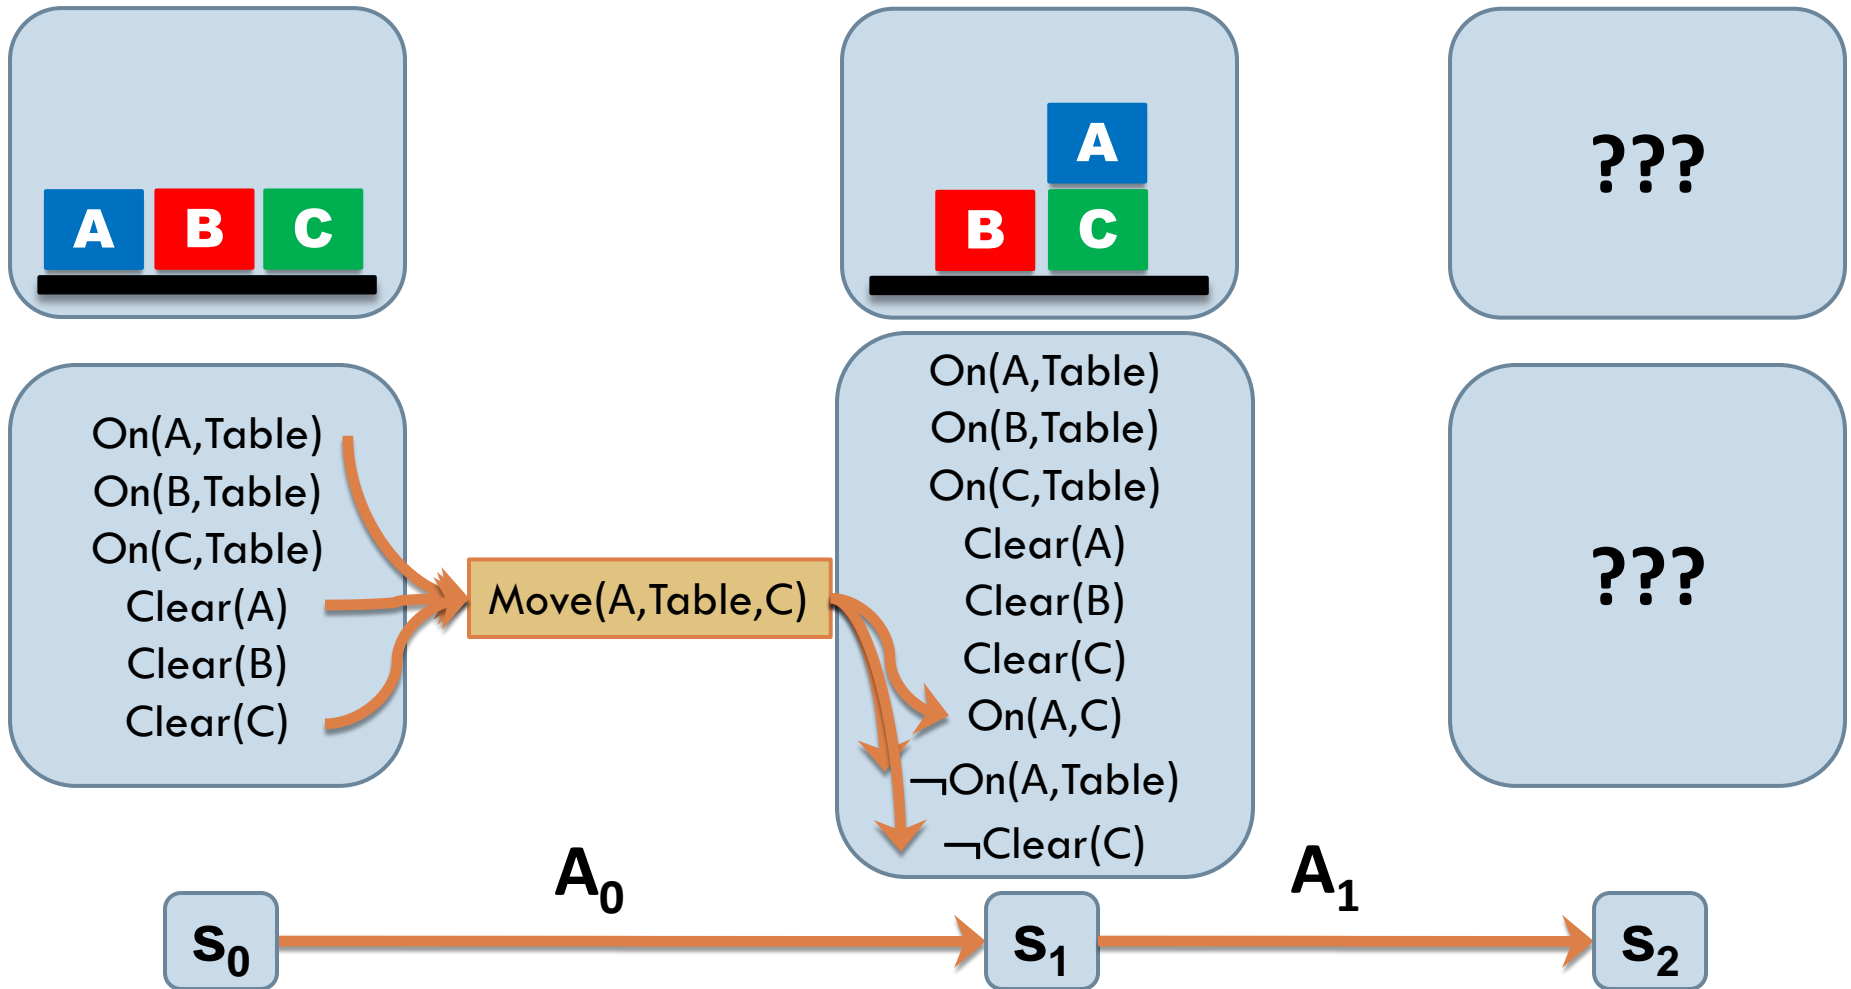 A B C
A
B C
???
On(A,Table)
On(B,Table)
On(C,Table)
Clear(A)
Clear(B)
Clear(C)
Move(A,Table,C)
On(A,Table)
On(B,Table)
On(C,Table)
Clear(A)
Clear(B)
Clear(C)
On(A,C)
¬On(A,Table)
¬Clear(C)
???
A₀
A₁
s₀
s₁
s₂